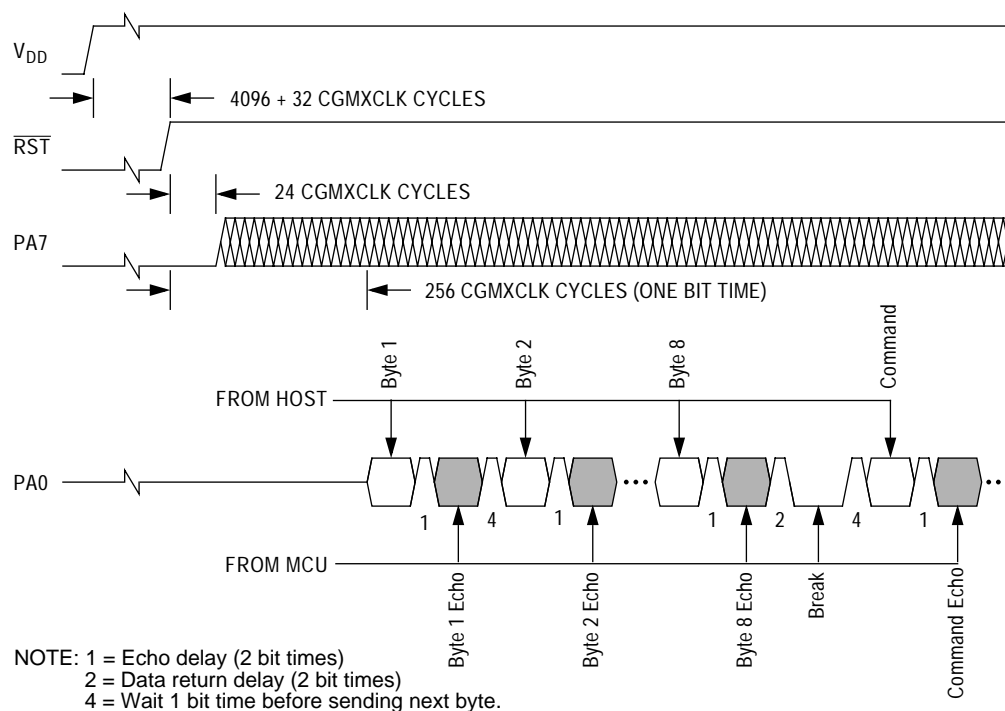 VDD
4096 + 32 CGMXCLK CYCLES
RST
24 CGMXCLK CYCLES
PA7
256 CGMXCLK CYCLES (ONE BIT TIME)
Byte 1
Byte 2
Byte 8
Command
FROM HOST
PA0
1
4
1
1
2
4
1
FROM MCU
Byte 1 Echo
Byte 2 Echo
Byte 8 Echo
Break
Command Echo
NOTE: 1 = Echo delay (2 bit times)
2 = Data return delay (2 bit times)
4 = Wait 1 bit time before sending next byte.